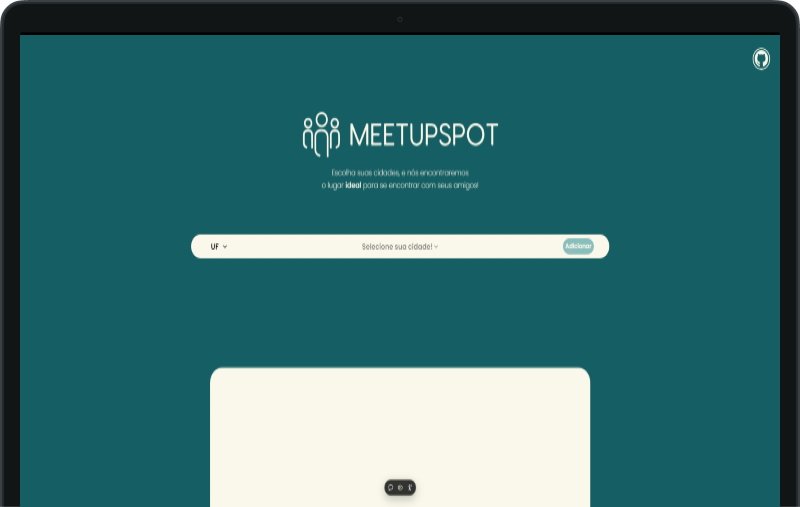 MEETUPSPOT
Escolha suas cidades, e nós encontraremos
o lugar ideal para se encontrar com seus amigos!
UF
Selecione sua cidade!
Adicionar